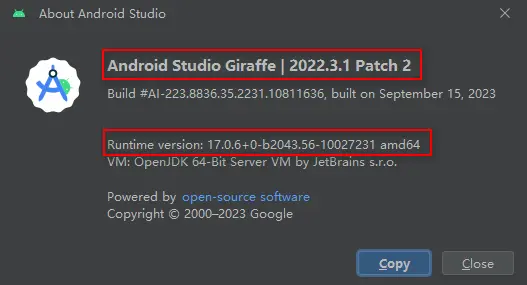 About Android Studio
Android Studio Giraffe | 2022.3.1 Patch 2
Build #AI-223.8836.35.2231.10811636, built on September 15, 2023
Runtime version: 17.0.6+0-b2043.56-10027231 amd64
VM: OpenJDK 64-Bit Server VM by JetBrains s.r.o.
Powered by open-source software
Copyright © 2000–2023 Google
Copy
Close